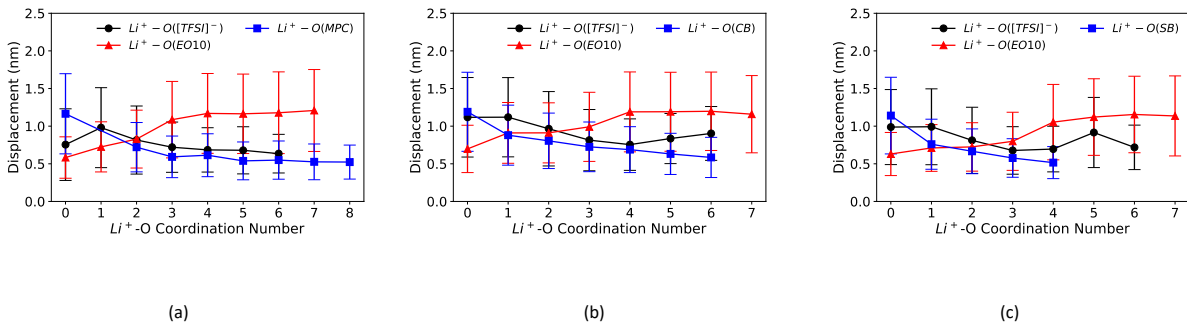 Li⁺ − O([TFSI]⁻)
Li⁺ − O(EO10)
Li⁺ − O(MPC)
Displacement (nm)
2.5
2.0
1.5
1.0
0.5
0.0
0 1 2 3 4 5 6 7 8
Li⁺-O Coordination Number
(a)
Li⁺ − O([TFSI]⁻)
Li⁺ − O(EO10)
Li⁺ − O(CB)
Displacement (nm)
2.5
2.0
1.5
1.0
0.5
0.0
0 1 2 3 4 5 6 7
Li⁺-O Coordination Number
(b)
Li⁺ − O([TFSI]⁻)
Li⁺ − O(EO10)
Li⁺ − O(SB)
Displacement (nm)
2.5
2.0
1.5
1.0
0.5
0.0
0 1 2 3 4 5 6 7
Li⁺-O Coordination Number
(c)